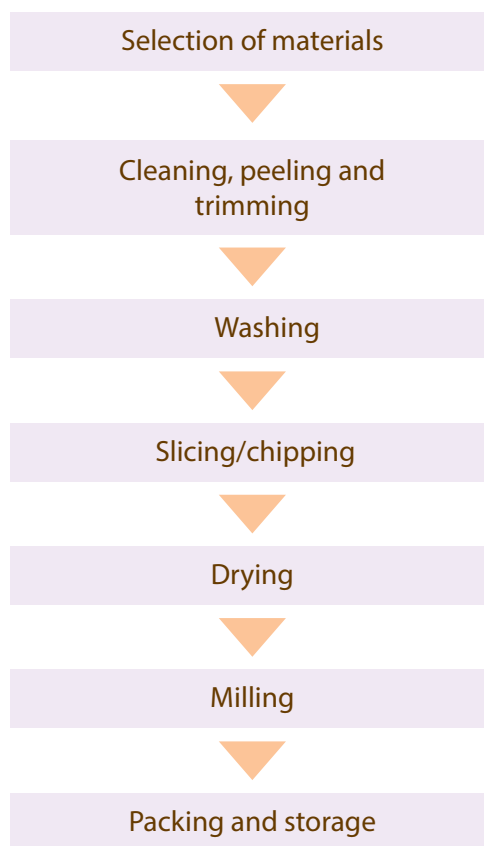 Selection of materials
Cleaning, peeling and
trimming
Washing
Slicing/chipping
Drying
Milling
Packing and storage